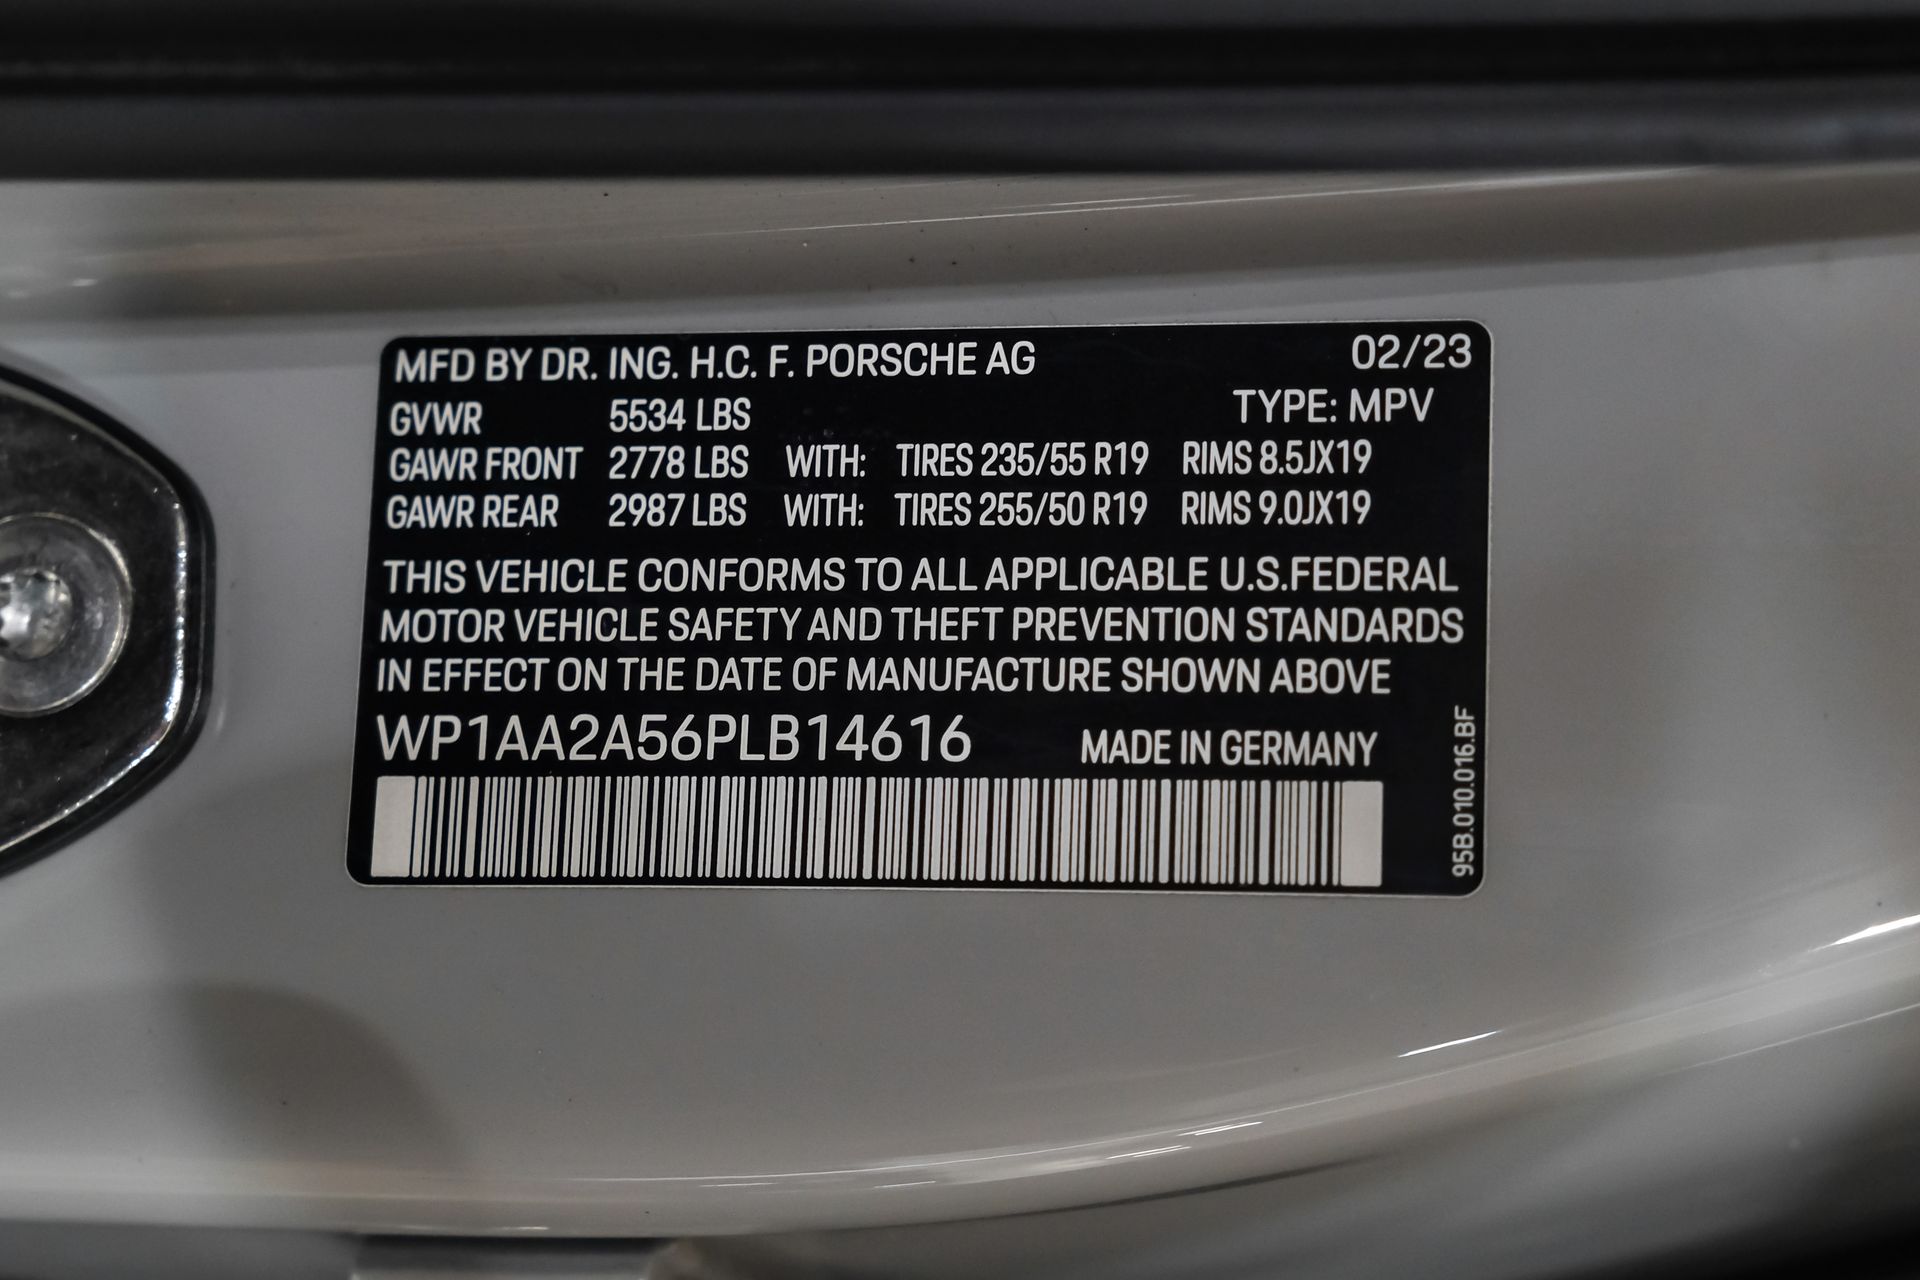 MFD BY DR. ING. H.C. F. PORSCHE AG 02/23
GVWR 5534 LBS TYPE: MPV
GAWR FRONT 2778 LBS WITH: TIRES 235/55 R19 RIMS 8.5JX19
GAWR REAR 2987 LBS WITH: TIRES 255/50 R19 RIMS 9.0JX19
THIS VEHICLE CONFORMS TO ALL APPLICABLE U.S.FEDERAL
MOTOR VEHICLE SAFETY AND THEFT PREVENTION STANDARDS
IN EFFECT ON THE DATE OF MANUFACTURE SHOWN ABOVE
WP1AA2A56PLB14616 MADE IN GERMANY
95B.010.016.BF